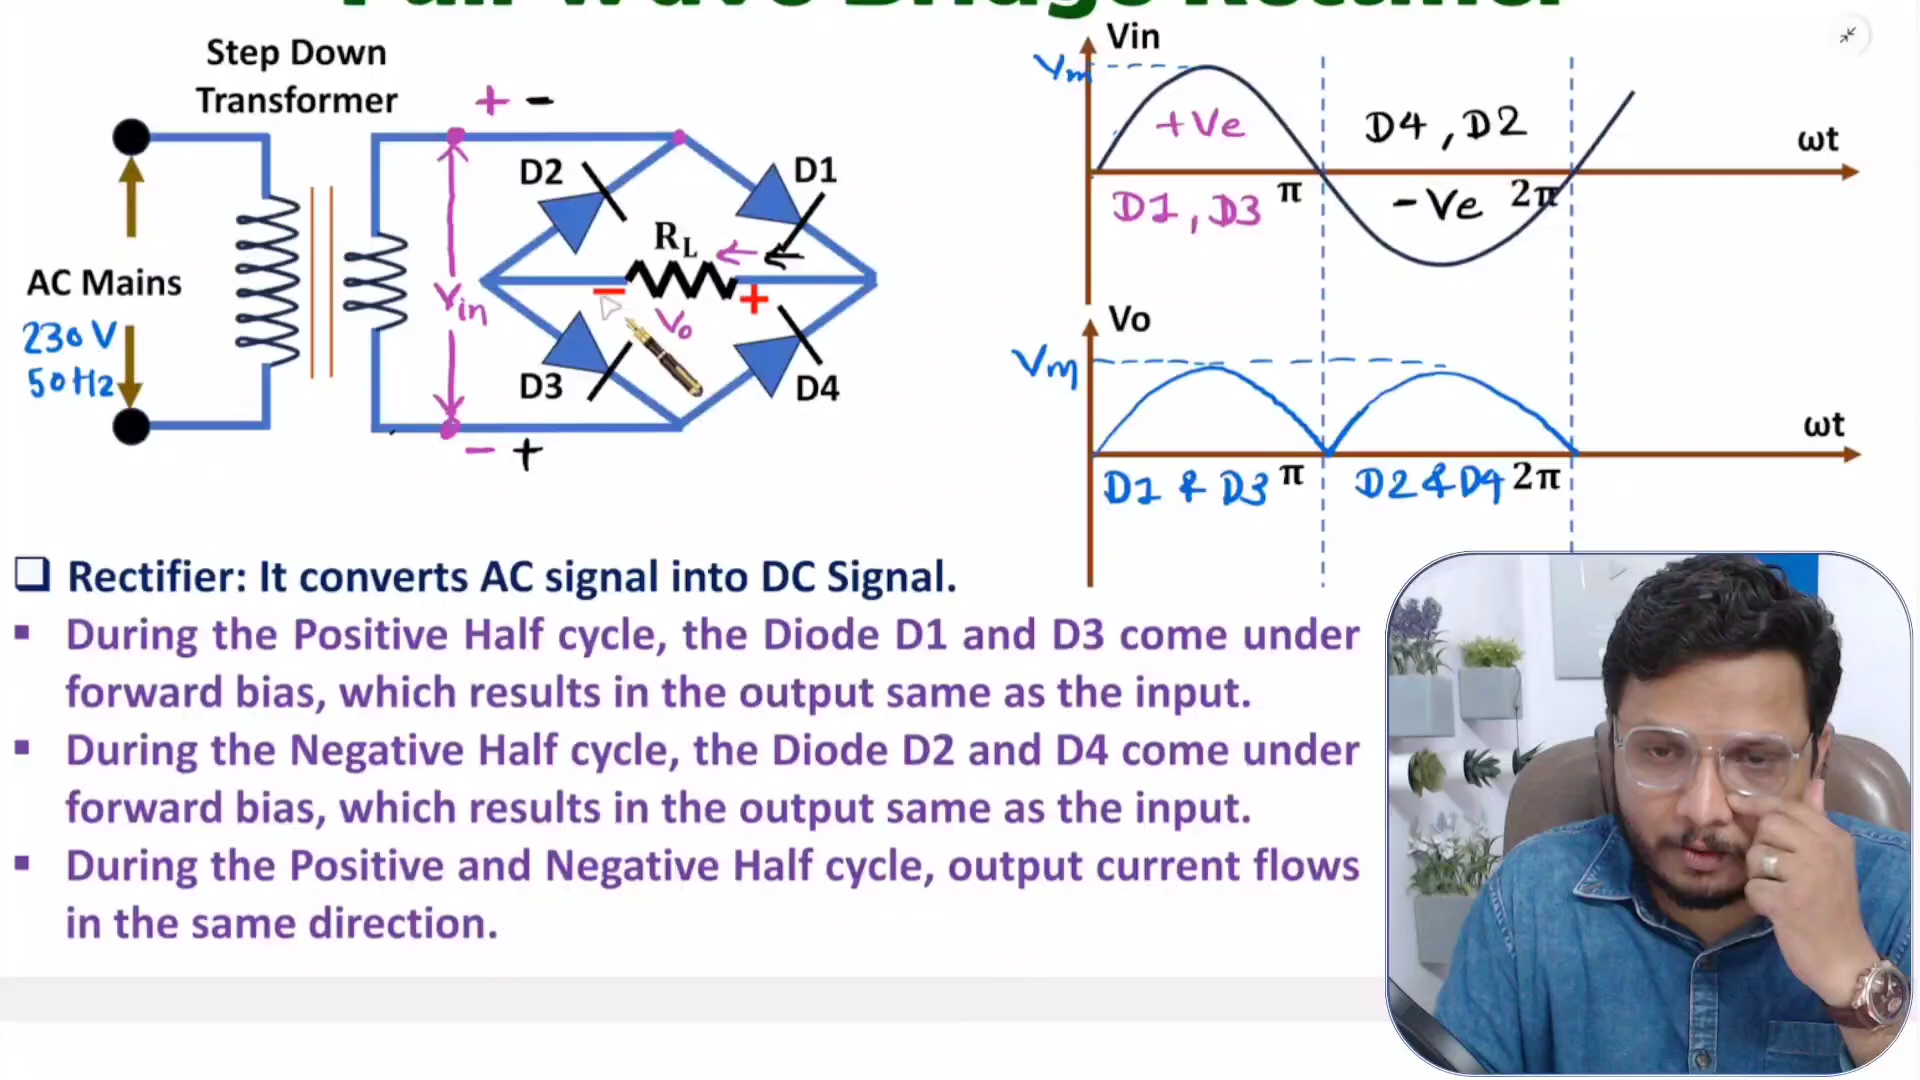 Full Wave Bridge Rectifier
Step Down
Transformer
+ -
D2
D1
RL
AC Mains
230 V
50 Hz
Vin
- +
Vo
D3
D4
- +
Vin
Vm
+Ve
D4 , D2
ωt
D1 , D3
π
-Ve
2π
Vo
Vm
ωt
D1 & D3
π
D2 & D4
2π
❑ Rectifier: It converts AC signal into DC Signal.
▪ During the Positive Half cycle, the Diode D1 and D3 come under
forward bias, which results in the output same as the input.
▪ During the Negative Half cycle, the Diode D2 and D4 come under
forward bias, which results in the output same as the input.
▪ During the Positive and Negative Half cycle, output current flows
in the same direction.